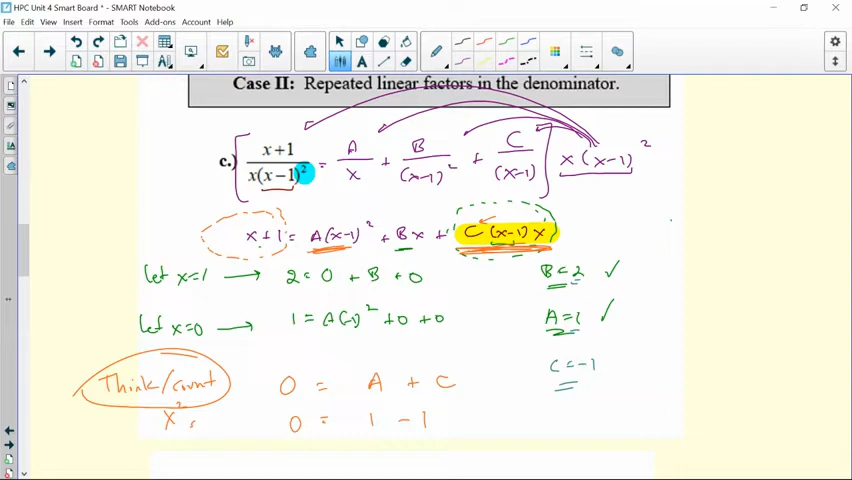 HPC Unit 4 Smart Board * - SMART Notebook
File Edit View Insert Format Tools Add-ons Account Help
Case II: Repeated linear factors in the denominator.
c.) [ x+1 / x(x−1)² = A / x + B / (x-1)² + C / (x-1) ] x (x-1)²
x+1 = A(x-1)² + Bx + C (x-1) x
let x=1 → 2 = 0 + B + 0 B = 2 ✓
let x=0 → 1 = A(-1)² + 0 + 0 A = 1 ✓
C = -1
Think/count 0 = A + C
x² 0 = 1 - 1